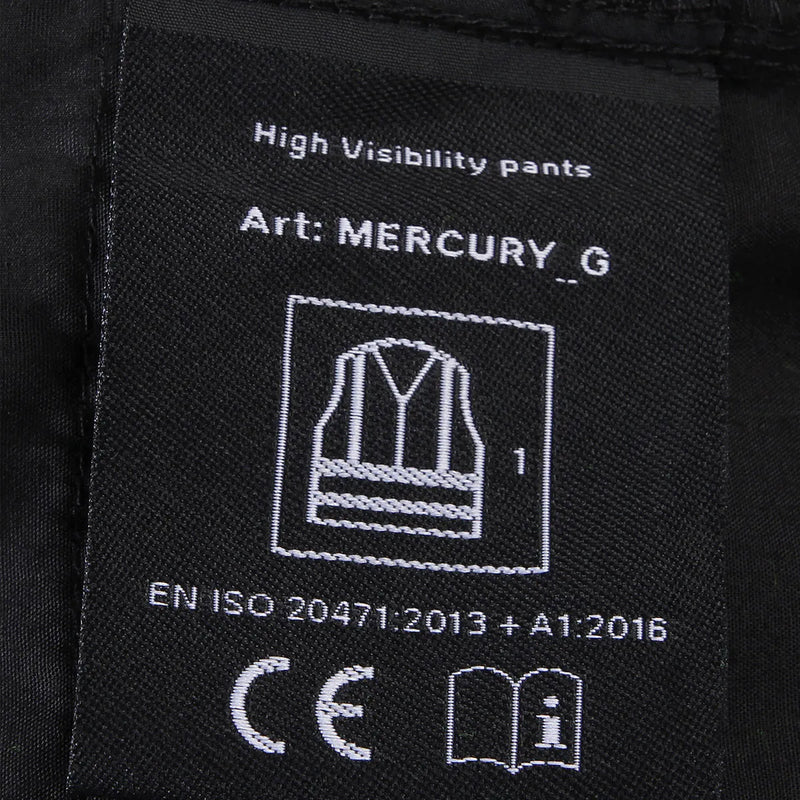 High Visibility pants
Art: MERCURY_G
1
EN ISO 20471:2013 + A1:2016
CE
i